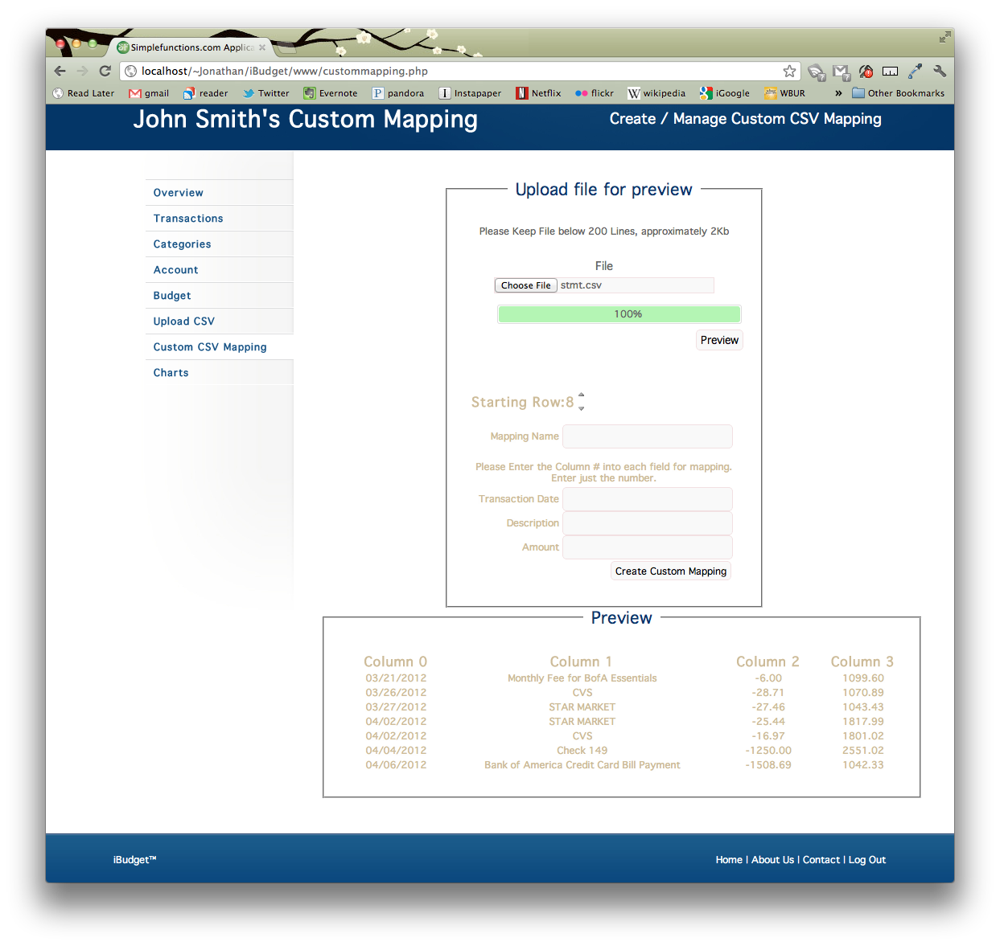 Simplefunctions.com Applica
localhost/~Jonathan/iBudget/www/custommapping.php
Read Later gmail reader Twitter Evernote pandora Instapaper Netflix flickr wikipedia iGoogle WBUR » Other Bookmarks
John Smith's Custom Mapping
Create / Manage Custom CSV Mapping
Overview
Transactions
Categories
Account
Budget
Upload CSV
Custom CSV Mapping
Charts
Upload file for preview
Please Keep File below 200 Lines, approximately 2Kb
File
Choose File stmt.csv
100%
Preview
Starting Row:8
Mapping Name
Please Enter the Column # into each field for mapping.
Enter just the number.
Transaction Date
Description
Amount
Create Custom Mapping
Preview
Column 0 Column 1 Column 2 Column 3
03/21/2012 Monthly Fee for BofA Essentials -6.00 1099.60
03/26/2012 CVS -28.71 1070.89
03/27/2012 STAR MARKET -27.46 1043.43
04/02/2012 STAR MARKET -25.44 1817.99
04/02/2012 CVS -16.97 1801.02
04/04/2012 Check 149 -1250.00 2551.02
04/06/2012 Bank of America Credit Card Bill Payment -1508.69 1042.33
iBudget™
Home | About Us | Contact | Log Out